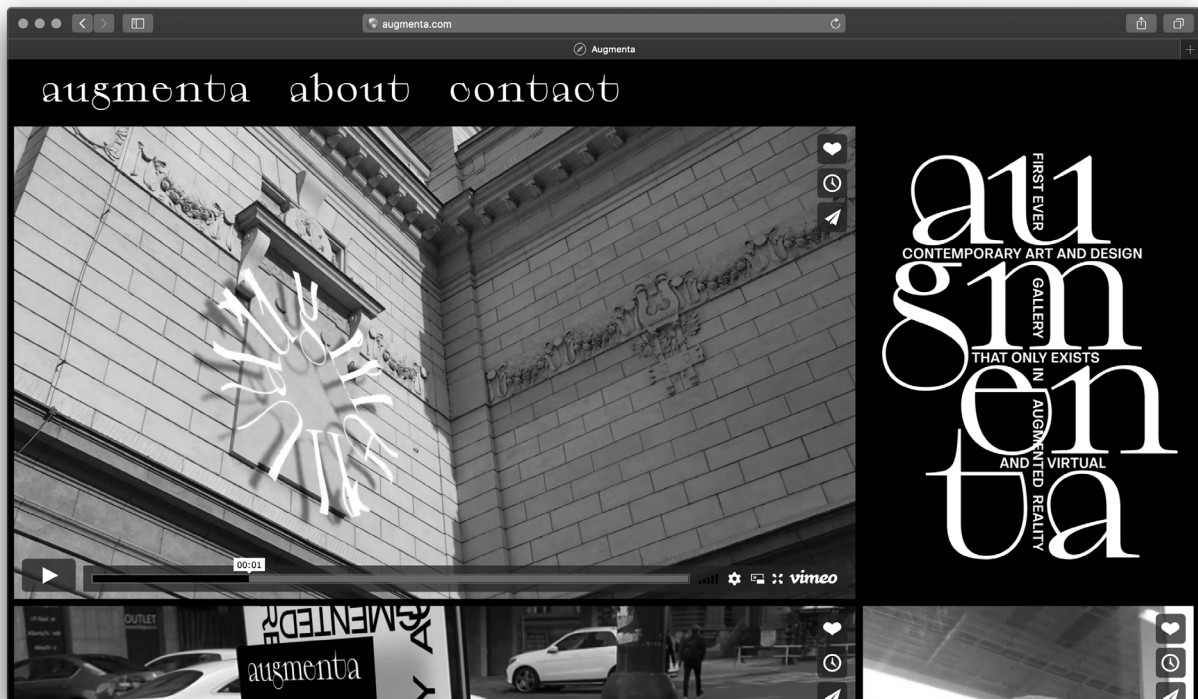 augmenta.com
Augmenta
augmenta about contact
au
FIRST EVER
CONTEMPORARY ART AND DESIGN
gm
GALLERY
THAT ONLY EXISTS
IN
en
AUGMENTED REALITY
AND VIRTUAL
ta
00:01
vimeo
OUTLET
augmenta